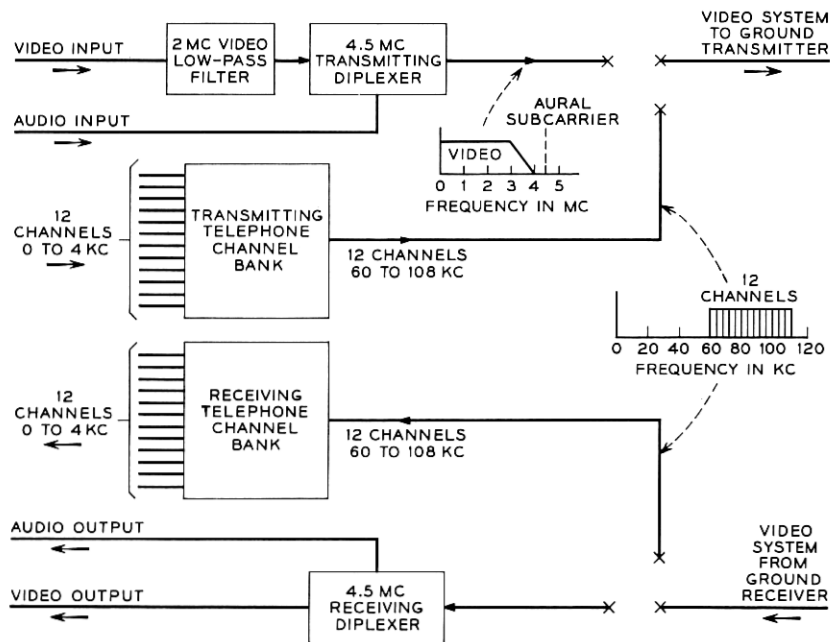 VIDEO INPUT
2 MC VIDEO
LOW-PASS
FILTER
4.5 MC
TRANSMITTING
DIPLEXER
VIDEO SYSTEM
TO GROUND
TRANSMITTER
AUDIO INPUT
AURAL
SUBCARRIER
VIDEO
0 1 2 3 4 5
FREQUENCY IN MC
12
CHANNELS
0 TO 4 KC
TRANSMITTING
TELEPHONE
CHANNEL
BANK
12 CHANNELS
60 TO 108 KC
12
CHANNELS
0 20 40 60 80 100 120
FREQUENCY IN KC
12
CHANNELS
0 TO 4 KC
RECEIVING
TELEPHONE
CHANNEL
BANK
12 CHANNELS
60 TO 108 KC
AUDIO OUTPUT
VIDEO OUTPUT
4.5 MC
RECEIVING
DIPLEXER
VIDEO
SYSTEM
FROM
GROUND
RECEIVER